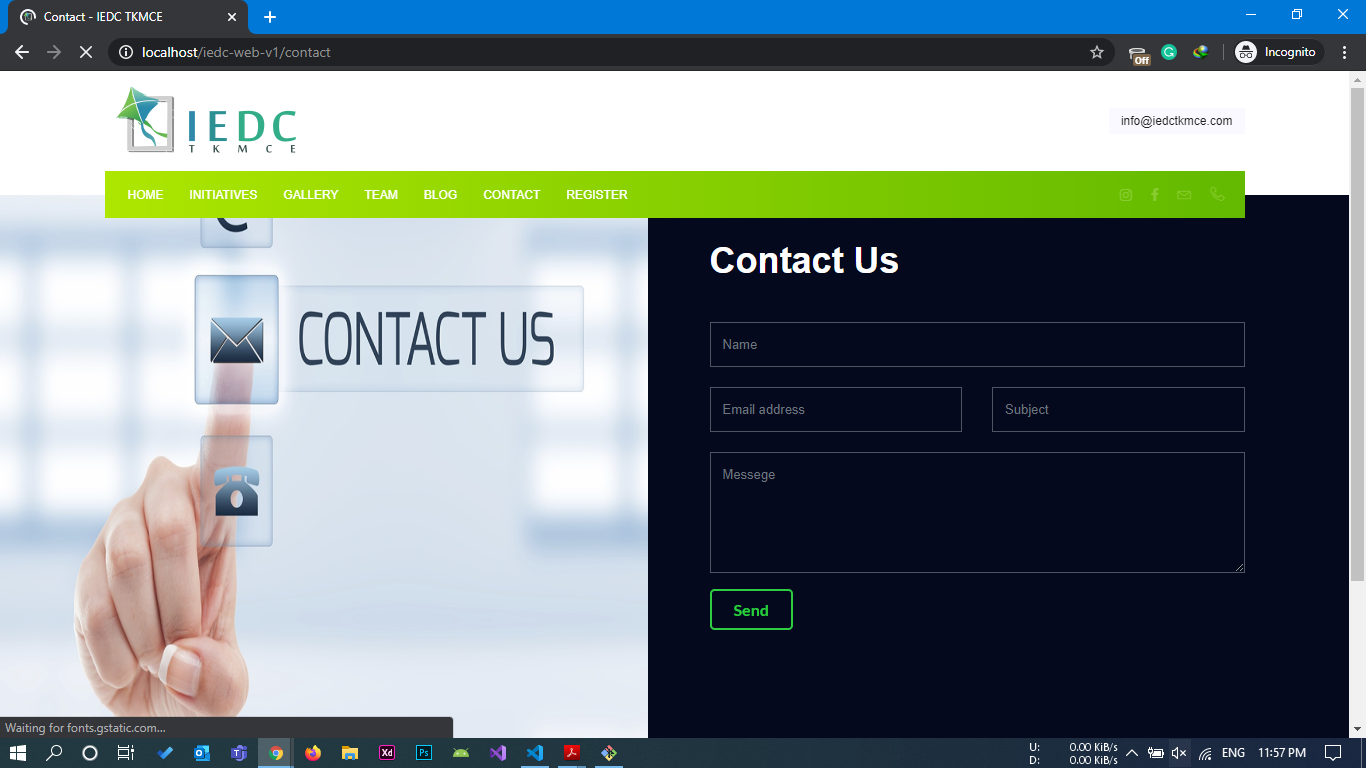 Contact - IEDC TKMCE
localhost/iedc-web-v1/contact
Off
Incognito
IEDC
TKMCE
info@iedctkmce.com
HOME INITIATIVES GALLERY TEAM BLOG CONTACT REGISTER
CONTACT US
Contact Us
Name
Email address Subject
Messege
Send
Waiting for fonts.gstatic.com...
Xd
Ps
U: 0.00 KiB/s
D: 0.00 KiB/s
ENG
11:57 PM